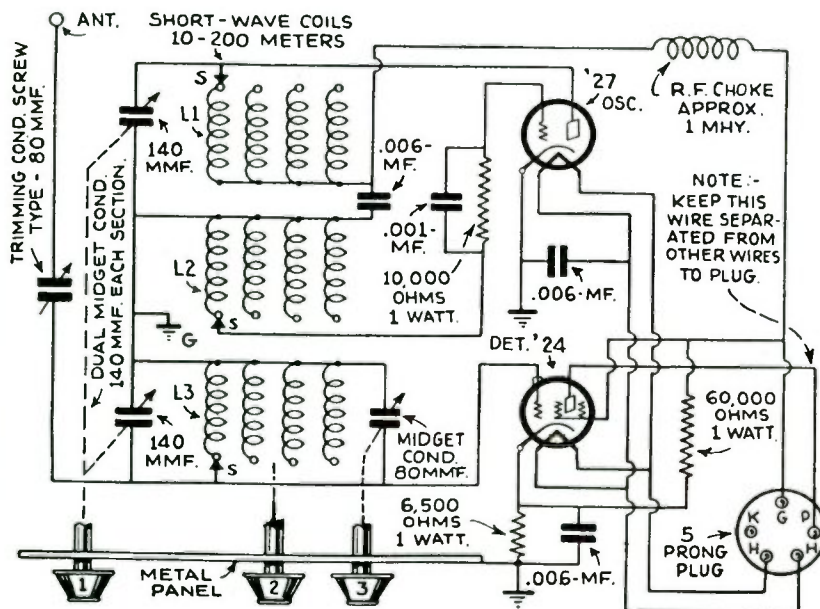 ANT.
SHORT-WAVE COILS
10-200 METERS
TRIMMING COND. SCREW
TYPE - 80 MMF.
DUAL MIDGET COND.
140 MMF. EACH SECTION.
S
L1
140
MMF.
.006-
MF.
.001-
MF.
10,000
OHMS
1 WATT.
'27
OSC.
R.F. CHOKE
APPROX.
1 MHY.
NOTE:-
KEEP THIS
WIRE SEPAR-
ATED FROM
OTHER WIRES
TO PLUG.
L2
S
G
.006-MF.
DET. '24
L3
140
MMF.
S
MIDGET
COND.
80MMF.
60,000
OHMS
1 WATT.
6,500
OHMS
1 WATT.
.006-MF.
5
PRONG
PLUG
K
G
P
H
H
METAL
PANEL
1
2
3